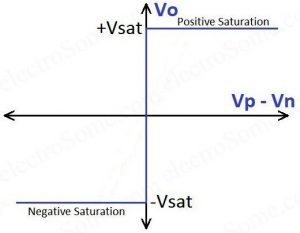 Vo
+Vsat
Positive Saturation
Vp - Vn
-Vsat
Negative Saturation